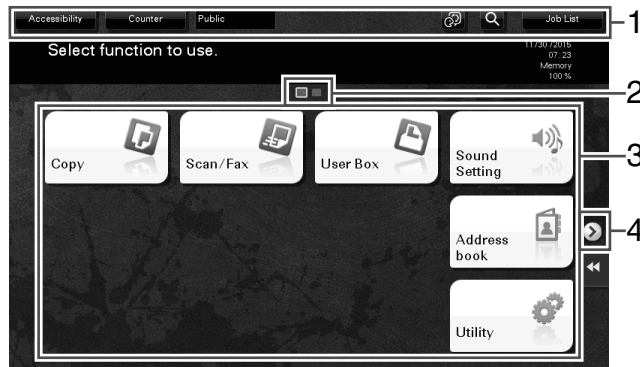 Accessibility Counter Public Job List 1
Select function to use.
11/30/2015
07:23
Memory
100 %
2
Copy
Scan/Fax
User Box
Sound
Setting
3
Address
book
4
Utility